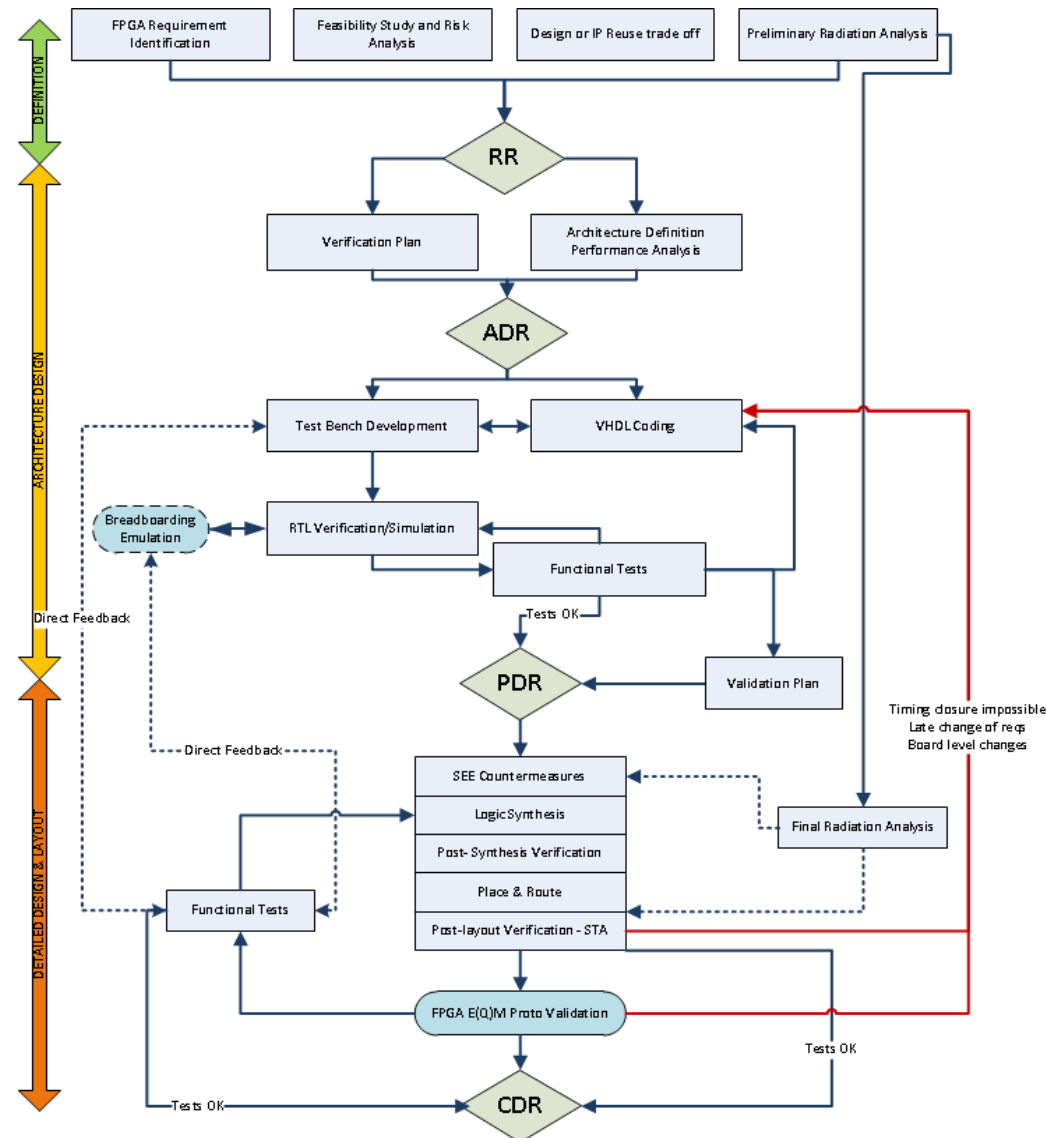 FPGA Requirement
Identification
Feasibility Study and Risk
Analysis
Design or IP Reuse trade off
Preliminary Radiation Analysis
DEFINITION
RR
Verification Plan
Architecture Definition
Performance Analysis
ADR
ARCHITECTURE DESIGN
Test Bench Development
VHDL Coding
Breadboarding
Emulation
RTL Verification/Simulation
Functional Tests
Direct Feedback
Tests OK
PDR
Validation Plan
Timing closure impossible
Late change of reqs
Board level changes
Direct Feedback
SEE Countermeasures
Logic Synthesis
Final Radiation Analysis
Post- Synthesis Verification
Place & Route
Functional Tests
Post-layout Verification - STA
DETAILED DESIGN & LAYOUT
FPGA E(Q)M Proto Validation
Tests OK
Tests OK
CDR